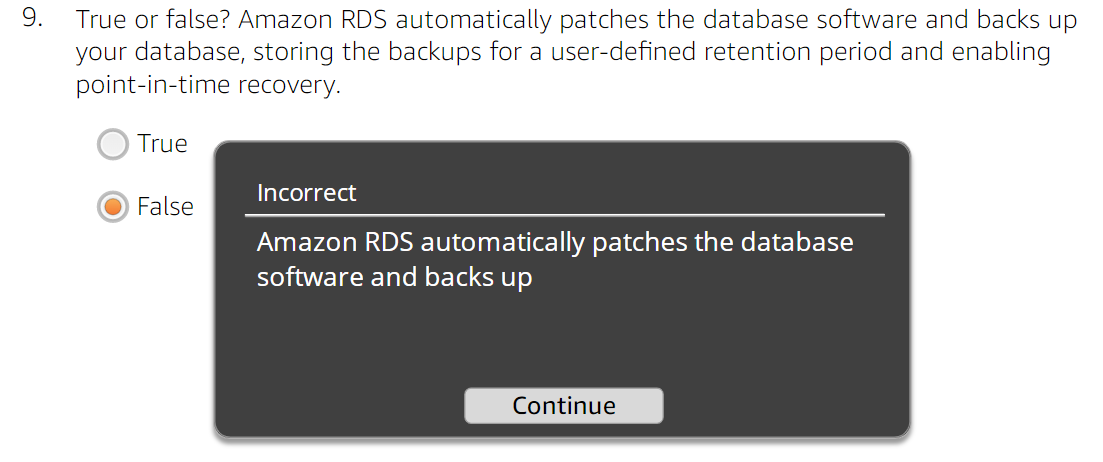 9. True or false? Amazon RDS automatically patches the database software and backs up
your database, storing the backups for a user-defined retention period and enabling
point-in-time recovery.
True
False
Incorrect
Amazon RDS automatically patches the database
software and backs up
Continue